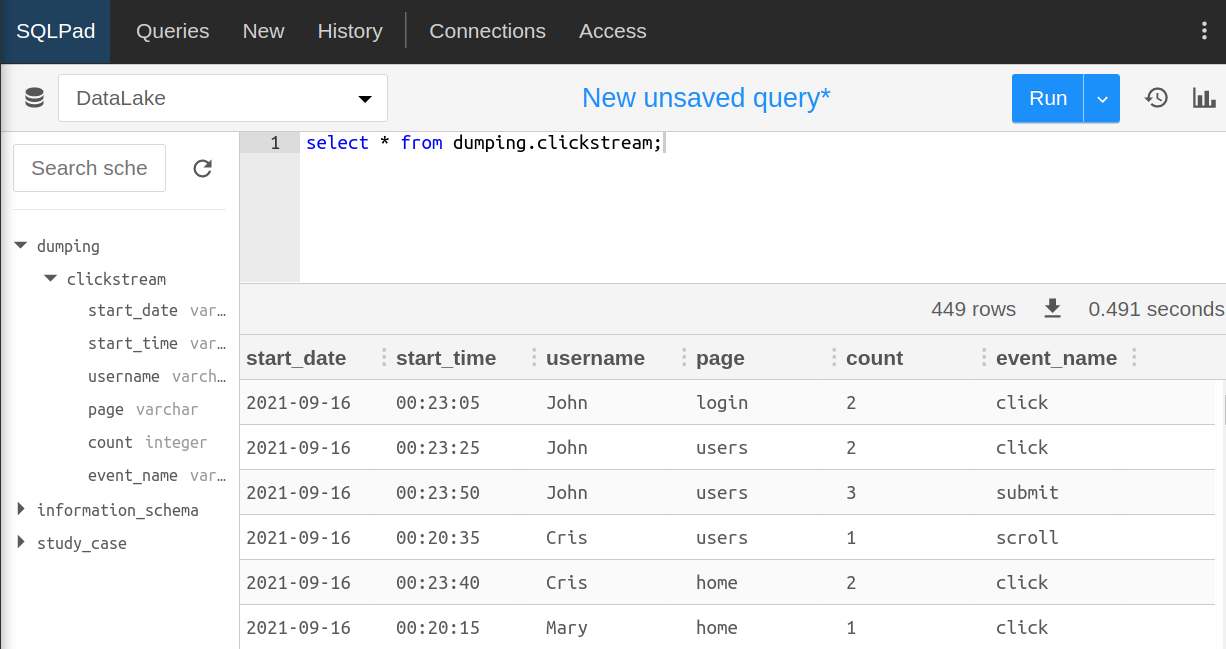 SQLPad Queries New History Connections Access
DataLake New unsaved query* Run
1 select * from dumping.clickstream;
Search sche
dumping
clickstream
start_date var…
start_time var…
username varch…
page varchar
count integer
event_name var…
information_schema
study_case
449 rows 0.491 seconds
start_date start_time username page count event_name
2021-09-16 00:23:05 John login 2 click
2021-09-16 00:23:25 John users 2 click
2021-09-16 00:23:50 John users 3 submit
2021-09-16 00:20:35 Cris users 1 scroll
2021-09-16 00:23:40 Cris home 2 click
2021-09-16 00:20:15 Mary home 1 click